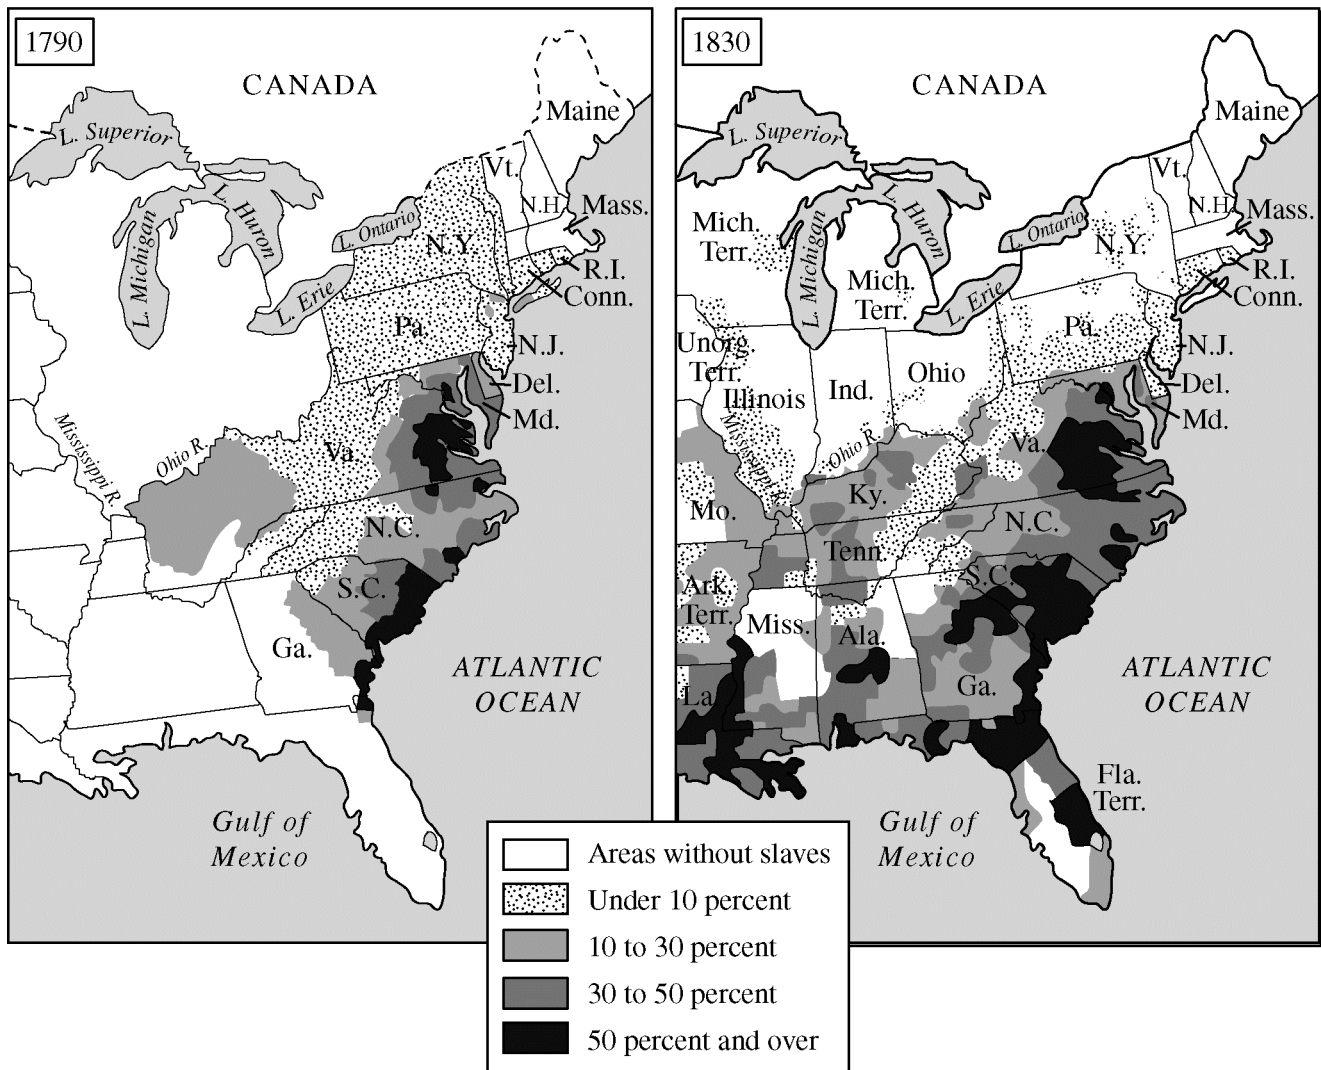 1790
CANADA
Maine
L. Superior
Vt.
N.H.
Mass.
L. Huron
L. Michigan
L. Ontario
N.Y.
R.I.
Conn.
L. Erie
Pa.
N.J.
Del.
Md.
Mississippi R.
Ohio R.
Va.
N.C.
S.C.
Ga.
ATLANTIC
OCEAN
Gulf of
Mexico
1830
CANADA
Maine
L. Superior
Vt.
N.H.
Mass.
Mich.
Terr.
L. Huron
L. Michigan
L. Ontario
N.Y.
R.I.
Conn.
Mich.
Terr.
L. Erie
Pa.
N.J.
Unorg.
Terr.
Ohio
Del.
Illinois
Ind.
Md.
Mississippi R.
Ohio R.
Va.
Ky.
Mo.
N.C.
Tenn.
Ark.
Terr.
S.C.
Miss.
Ala.
Ga.
La.
ATLANTIC
OCEAN
Fla.
Terr.
Gulf of
Mexico
Areas without slaves
Under 10 percent
10 to 30 percent
30 to 50 percent
50 percent and over